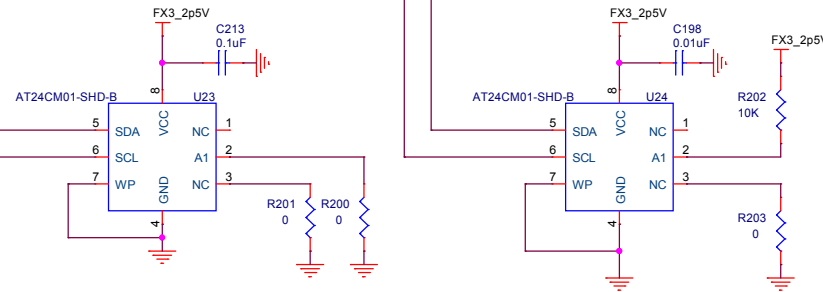 FX3_2p5V
C213
0.1uF
AT24CM01-SHD-B
U23
8
VCC
5
SDA
NC
1
6
SCL
A1
2
7
WP
NC
3
GND
4
R201
0
R200
0
FX3_2p5V
C198
0.01uF
FX3_2p5V
AT24CM01-SHD-B
U24
8
VCC
5
SDA
NC
1
6
SCL
A1
2
7
WP
NC
3
GND
4
R202
10K
R203
0